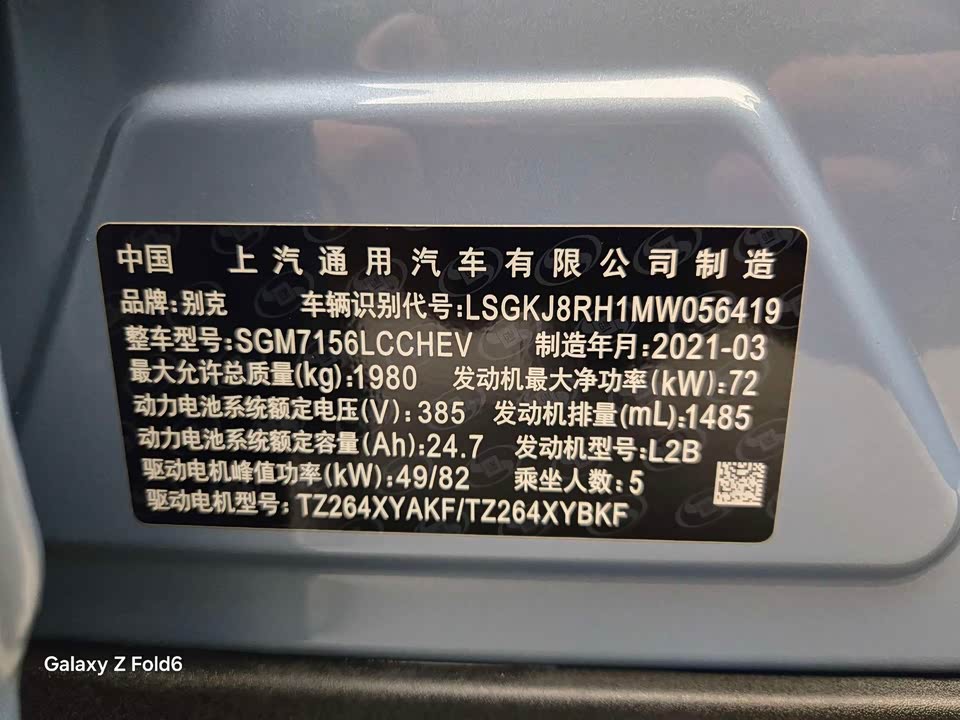 中国 上汽通用汽车有限公司制造
品牌:别克 车辆识别代号:LSGKJ8RH1MW056419
整车型号:SGM7156LCCHEV 制造年月:2021-03
最大允许总质量(kg):1980 发动机最大净功率(kW):72
动力电池系统额定电压(V):385 发动机排量(mL):1485
动力电池系统额定容量(Ah):24.7 发动机型号:L2B
驱动电机峰值功率(kW):49/82 乘坐人数:5
驱动电机型号:TZ264XYAKF/TZ264XYBKF
Galaxy Z Fold6